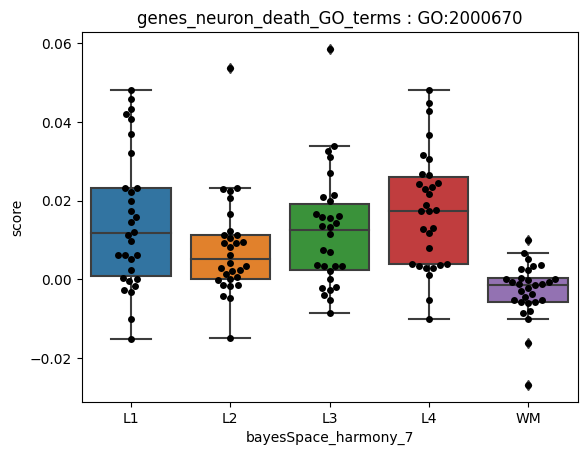 genes_neuron_death_GO_terms : GO:2000670
0.06
0.04
0.02
0.00
−0.02
score
L1 L2 L3 L4 WM
bayesSpace_harmony_7